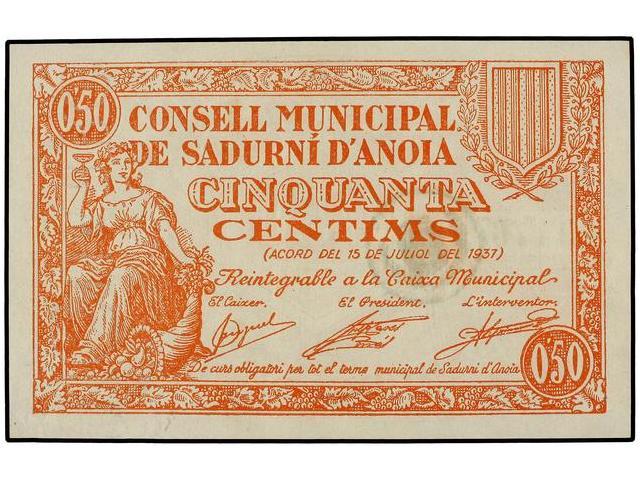 0'50
CONSELL MUNICIPAL
DE SADURNÍ D'ANOIA
CINQUANTA
CENTIMS
(ACORD DEL 15 DE JULIOL DEL 1937)
Reintegrable a la Caixa Municipal
El Caixer. El President. L'interventor.
De curs obligatori per tot el terme municipal de Sadurní d'Anoia
0'50